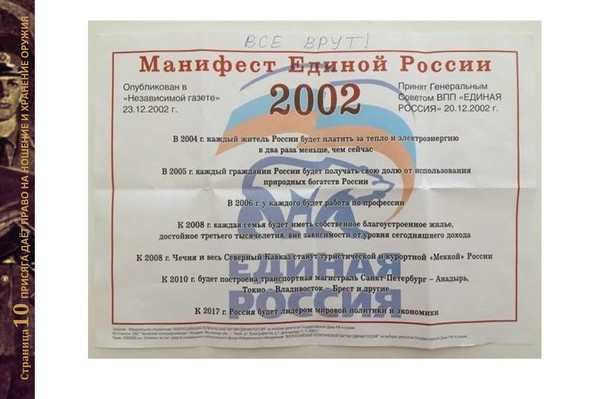 ВСЕ ВРУТ!
Манифест Единой России
Опубликован в
«Независимой газете»
23.12.2002 г.
2002
Принят Генеральным
Советом ВПП «ЕДИНАЯ
РОССИЯ» 20.12.2002 г.
В 2004 г. каждый житель России будет платить за тепло и электроэнергию
в два раза меньше, чем сейчас
В 2005 г. каждый гражданин России будет получать свою долю от использования
природных богатств России
В 2006 г. у каждого будет работа по профессии
К 2008 г. каждая семья будет иметь собственное благоустроенное жилье,
достойное третьего тысячелетия, вне зависимости от уровня сегодняшнего дохода
К 2008 г. Чечня и весь Северный Кавказ станут туристической и курортной «Меккой» России
К 2010 г. будет построена транспортная магистраль Санкт-Петербург – Анадырь,
Токио – Владивосток – Брест и другие
К 2017 г. Россия будет лидером мировой политики и экономики
ЕДИНАЯ
РОССИЯ
Страница 10 ПРИСЯГА ДАЁТ ПРАВО НА НОШЕНИЕ И ХРАНЕНИЕ ОРУЖИЯ